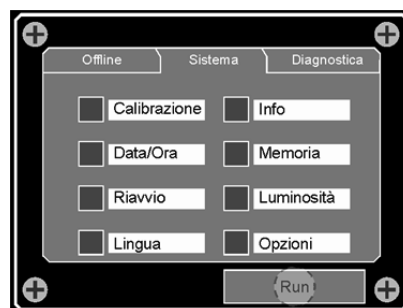 Offline Sistema Diagnostica
Calibrazione Info
Data/Ora Memoria
Riavvio Luminosità
Lingua Opzioni
Run